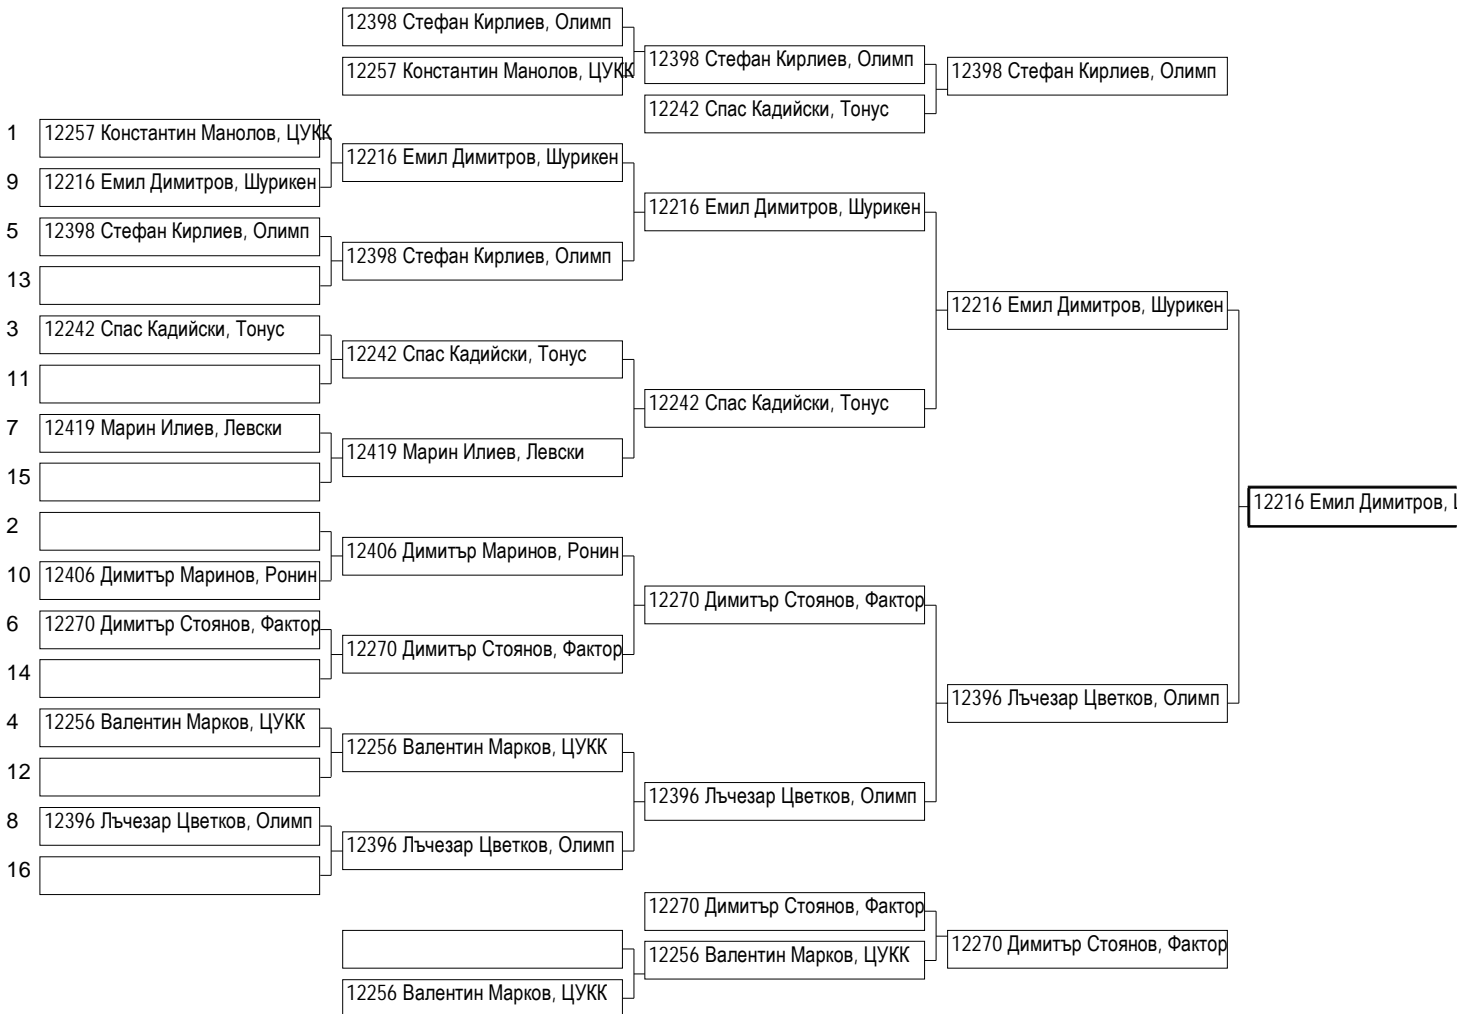 12398 Стефан Кирлиев, Олимп
12257 Константин Манолов, ЦУКК
12398 Стефан Кирлиев, Олимп
12398 Стефан Кирлиев, Олимп
12242 Спас Кадийски, Тонус
1 12257 Константин Манолов, ЦУКК
12216 Емил Димитров, Шурикен
9 12216 Емил Димитров, Шурикен
12216 Емил Димитров, Шурикен
5 12398 Стефан Кирлиев, Олимп
12398 Стефан Кирлиев, Олимп
13
12216 Емил Димитров, Шурикен
3 12242 Спас Кадийски, Тонус
12242 Спас Кадийски, Тонус
11
12242 Спас Кадийски, Тонус
7 12419 Марин Илиев, Левски
12419 Марин Илиев, Левски
15
12216 Емил Димитров,
2
12406 Димитър Маринов, Ронин
10 12406 Димитър Маринов, Ронин
12270 Димитър Стоянов, Фактор
6 12270 Димитър Стоянов, Фактор
12270 Димитър Стоянов, Фактор
14
12396 Лъчезар Цветков, Олимп
4 12256 Валентин Марков, ЦУКК
12256 Валентин Марков, ЦУКК
12
12396 Лъчезар Цветков, Олимп
8 12396 Лъчезар Цветков, Олимп
12396 Лъчезар Цветков, Олимп
16
12270 Димитър Стоянов, Фактор
12270 Димитър Стоянов, Фактор
12256 Валентин Марков, ЦУКК
12256 Валентин Марков, ЦУКК